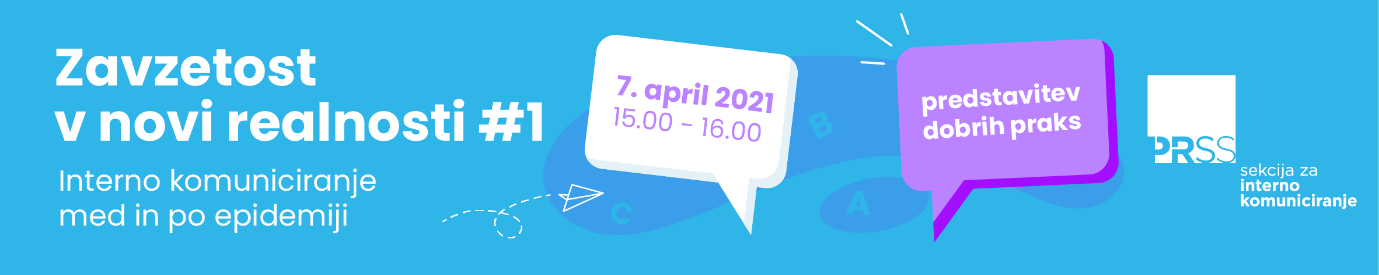 Zavzetost
v novi realnosti #1
Interno komuniciranje
med in po epidemiji
7. april 2021
15.00 - 16.00
predstavitev
dobrih praks
A
B
C
PRSS
sekcija za
interno
komuniciranje